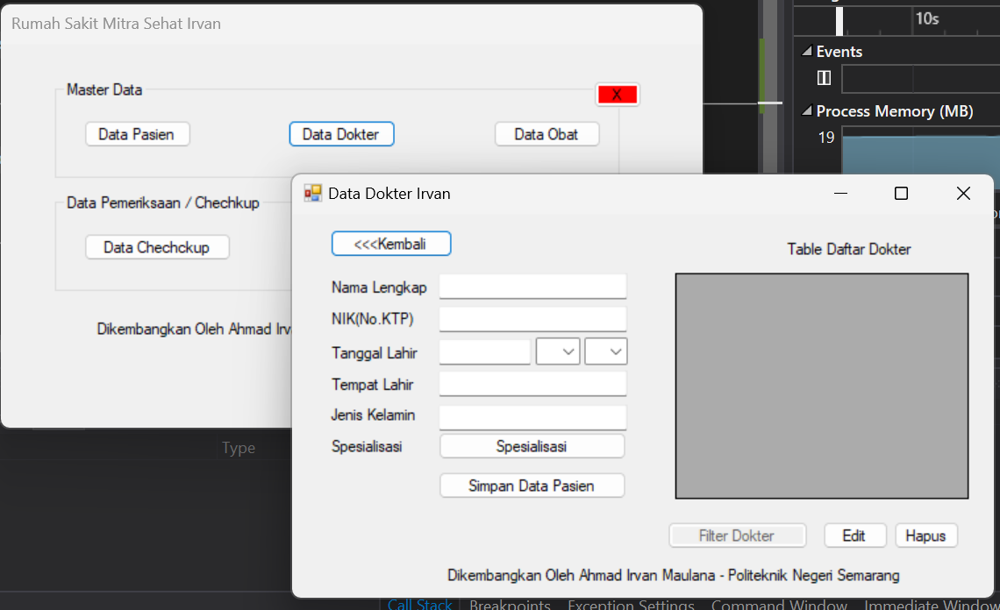 Rumah Sakit Mitra Sehat Irvan
Master Data
X
Data Pasien
Data Dokter
Data Obat
Data Pemeriksaan / Chechkup
Data Chechckup
Dikembangkan Oleh Ahmad Irv
Type
10s
Events
Process Memory (MB)
19
Data Dokter Irvan
<<<Kembali
Table Daftar Dokter
Nama Lengkap
NIK(No.KTP)
Tanggal Lahir
Tempat Lahir
Jenis Kelamin
Spesialisasi
Spesialisasi
Simpan Data Pasien
Filter Dokter
Edit
Hapus
Dikembangkan Oleh Ahmad Irvan Maulana - Politeknik Negeri Semarang
Call Stack
Breakpoints
Exception Settings
Command Window
Immediate Window